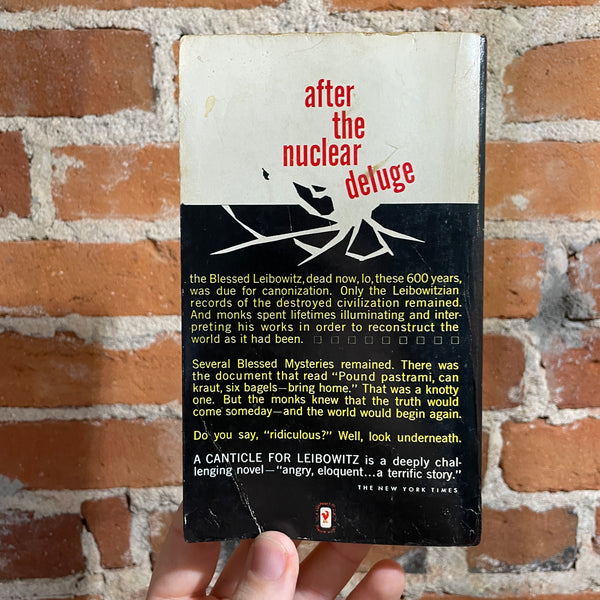 after
the
nuclear
deluge
the Blessed Leibowitz, dead now, lo, these 600 years,
was due for canonization. Only the Leibowitzian
records of the destroyed civilization remained.
And monks spent lifetimes illuminating and inter-
preting his works in order to reconstruct the
world as it had been. □ □ □ □ □ □ □ □ □
Several Blessed Mysteries remained. There was
the document that read "Pound pastrami, can
kraut, six bagels—bring home." That was a knotty
one. But the monks knew that the truth would
come someday—and the world would begin again.
Do you say, "ridiculous?" Well, look underneath.
A CANTICLE FOR LEIBOWITZ is a deeply chal-
lenging novel—"angry, eloquent...a terrific story."
THE NEW YORK TIMES